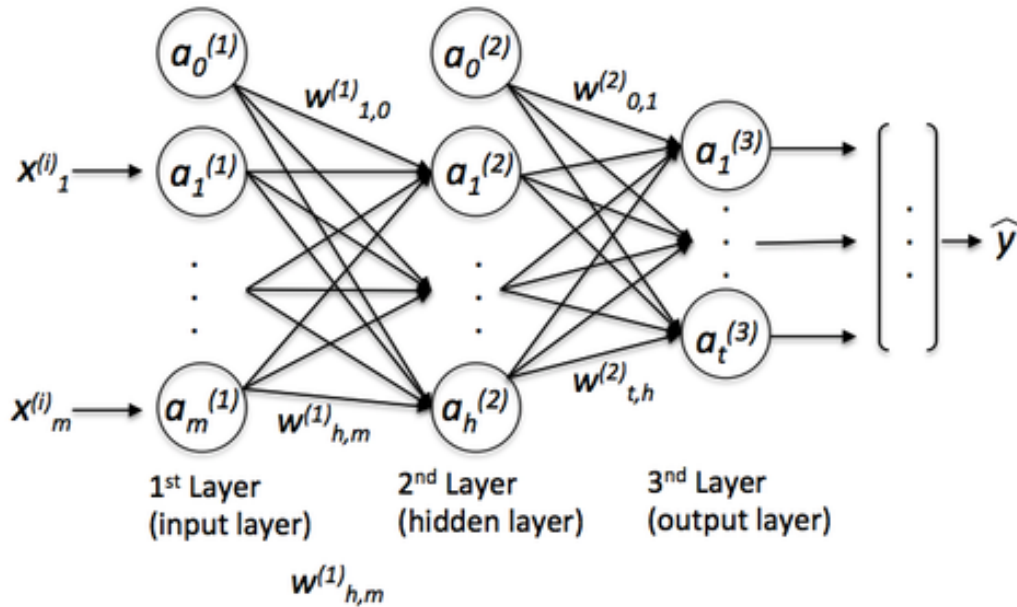 a₀⁽¹⁾
a₀⁽²⁾
w⁽¹⁾₁,₀
w⁽²⁾₀,₁
x⁽ⁱ⁾₁
a₁⁽¹⁾
a₁⁽²⁾
a₁⁽³⁾
ŷ
x⁽ⁱ⁾ₘ
aₘ⁽¹⁾
w⁽¹⁾ₕ,ₘ
aₕ⁽²⁾
w⁽²⁾ₜ,ₕ
aₜ⁽³⁾
1ˢᵗ Layer
(input layer)
2ⁿᵈ Layer
(hidden layer)
3ⁿᵈ Layer
(output layer)
w⁽¹⁾ₕ,ₘ